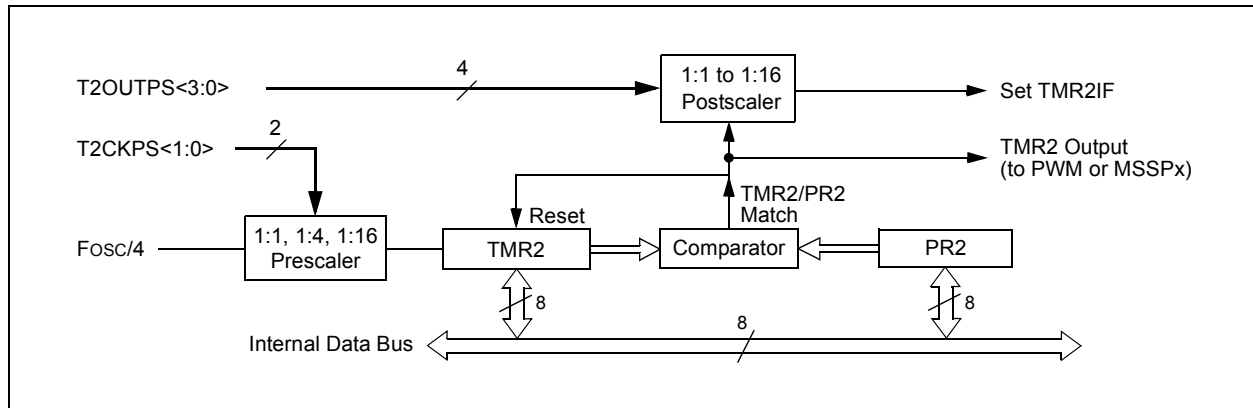 T2OUTPS<3:0>
4
1:1 to 1:16
Postscaler
Set TMR2IF
T2CKPS<1:0>
2
TMR2 Output
(to PWM or MSSPx)
TMR2/PR2
Match
Reset
FOSC/4
1:1, 1:4, 1:16
Prescaler
TMR2
Comparator
PR2
8
8
8
Internal Data Bus